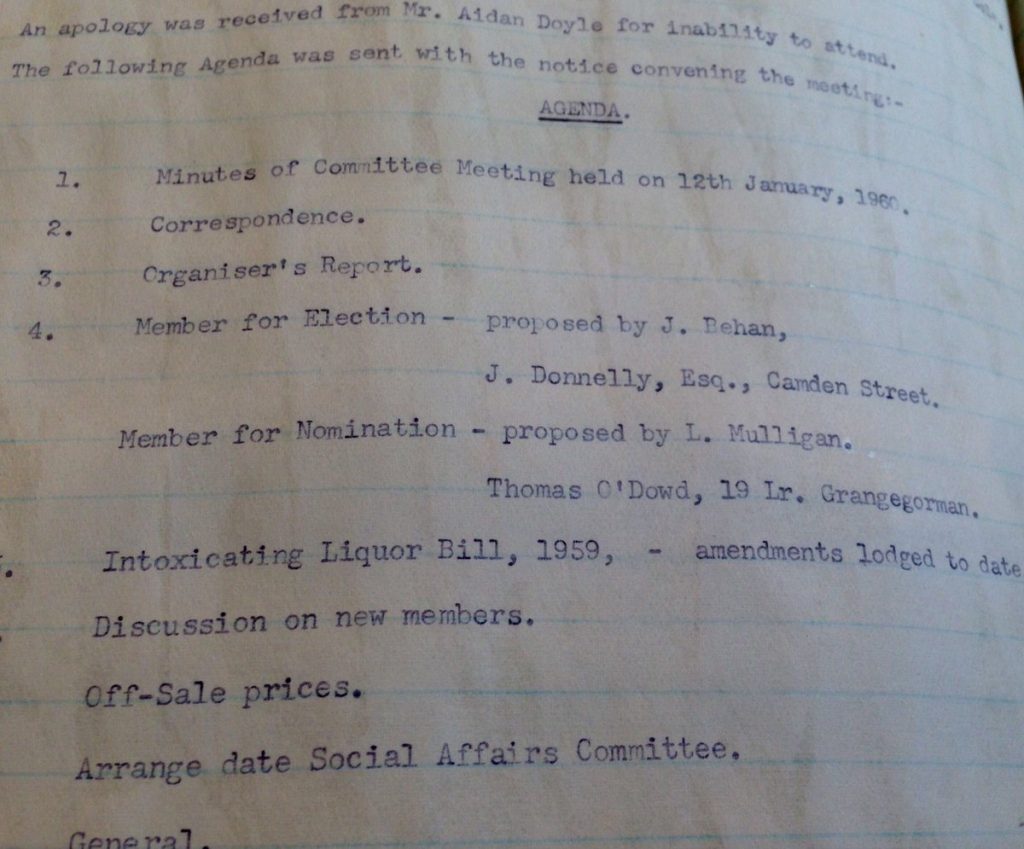 An apology was received from Mr. Aidan Doyle for inability to attend.
The following Agenda was sent with the notice convening the meeting:-
AGENDA.
1. Minutes of Committee Meeting held on 12th January, 1960.
2. Correspondence.
3. Organiser's Report.
4. Member for Election - proposed by J. Behan,
J. Donnelly, Esq., Camden Street.
Member for Nomination - proposed by L. Mulligan.
Thomas O'Dowd, 19 Lr. Grangegorman.
Intoxicating Liquor Bill, 1959, - amendments lodged to date
Discussion on new members.
Off-Sale prices.
Arrange date Social Affairs Committee.
General.